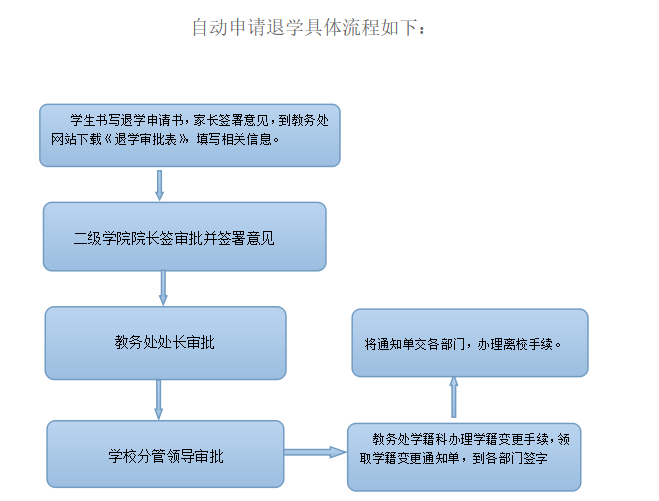 自动申请退学具体流程如下：
学生书写退学申请书，家长签署意见，到教务处
网站下载《退学审批表》，填写相关信息。
二级学院院长签审批并签署意见
教务处处长审批
学校分管领导审批
教务处学籍科办理学籍变更手续，领
取学籍变更通知单，到各部门签字
将通知单交各部门，办理离校手续。